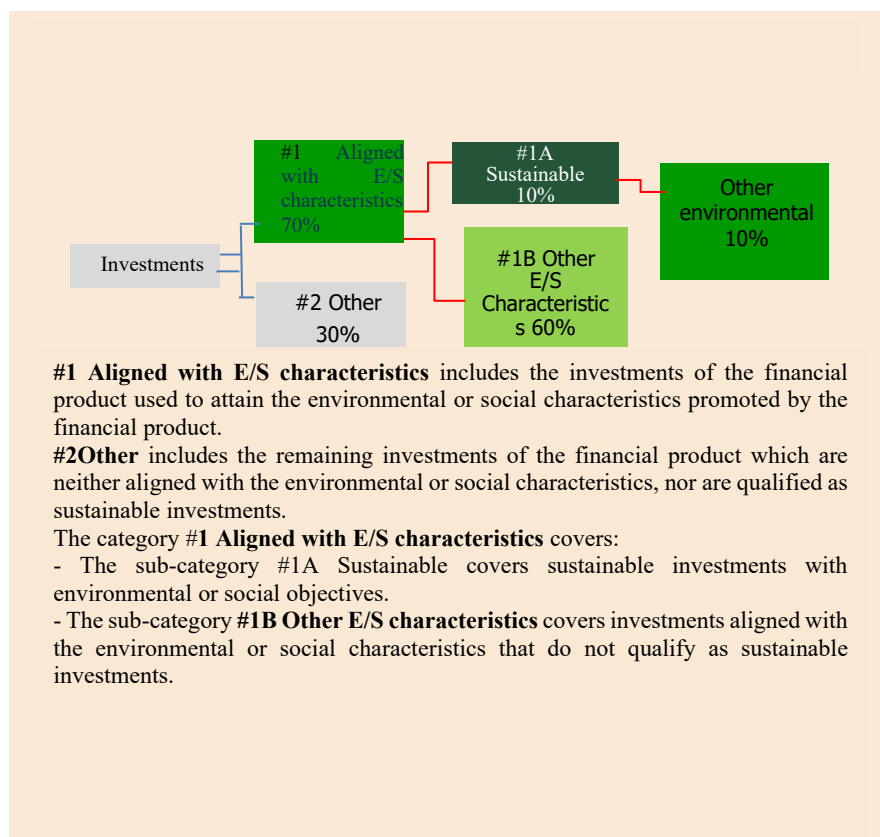 #1 Aligned
with E/S
characteristics
70%
#1A
Sustainable
10%
Other
environmental
10%
Investments
#2 Other
30%
#1B Other
E/S
Characteristic
s 60%
#1 Aligned with E/S characteristics includes the investments of the financial
product used to attain the environmental or social characteristics promoted by the
financial product.
#2Other includes the remaining investments of the financial product which are
neither aligned with the environmental or social characteristics, nor are qualified as
sustainable investments.
The category #1 Aligned with E/S characteristics covers:
- The sub-category #1A Sustainable covers sustainable investments with
environmental or social objectives.
- The sub-category #1B Other E/S characteristics covers investments aligned with
the environmental or social characteristics that do not qualify as sustainable
investments.